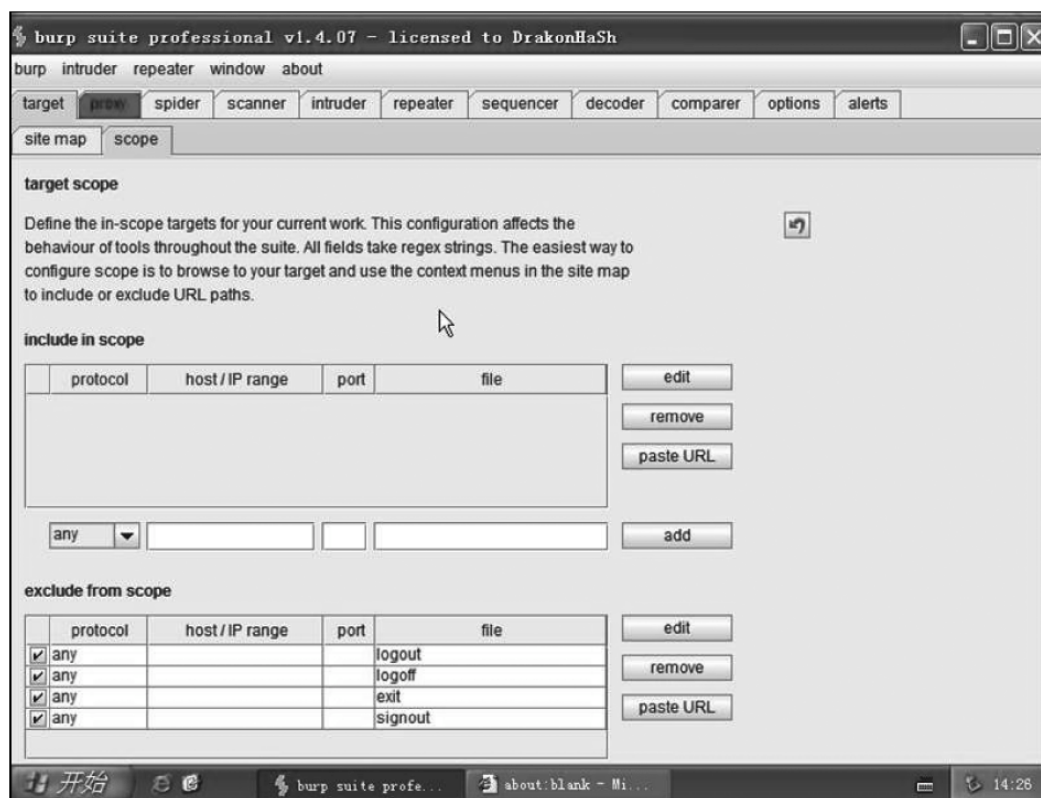 burp suite professional v1.4.07 - licensed to DrakonHaSh
burp intruder repeater window about
target proxy spider scanner intruder repeater sequencer decoder comparer options alerts
site map scope
target scope
Define the in-scope targets for your current work. This configuration affects the
behaviour of tools throughout the suite. All fields take regex strings. The easiest way to
configure scope is to browse to your target and use the context menus in the site map
to include or exclude URL paths.
include in scope
protocol host / IP range port file
edit
remove
paste URL
any
add
exclude from scope
protocol host / IP range port file
edit
any logout
any logoff
remove
any exit
any signout
paste URL
开始 burp suite profe... about:blank - Mi... 14:26